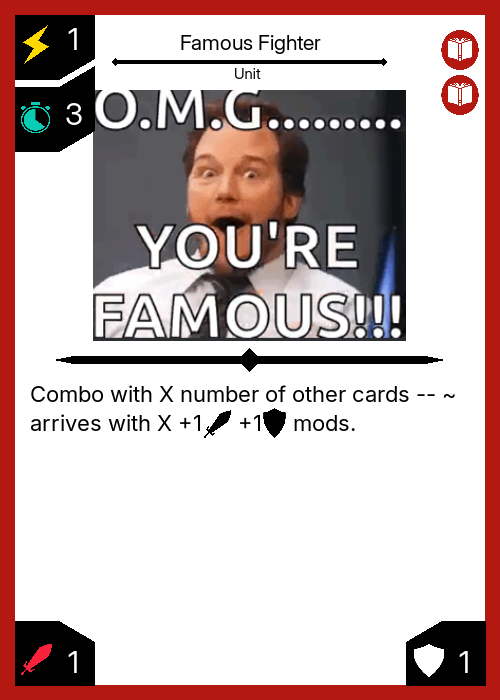 1
Famous Fighter
Unit
3
O.M.G.........
YOU'RE
FAMOUS!!!
Combo with X number of other cards -- ~
arrives with X +1 +1 mods.
1
1